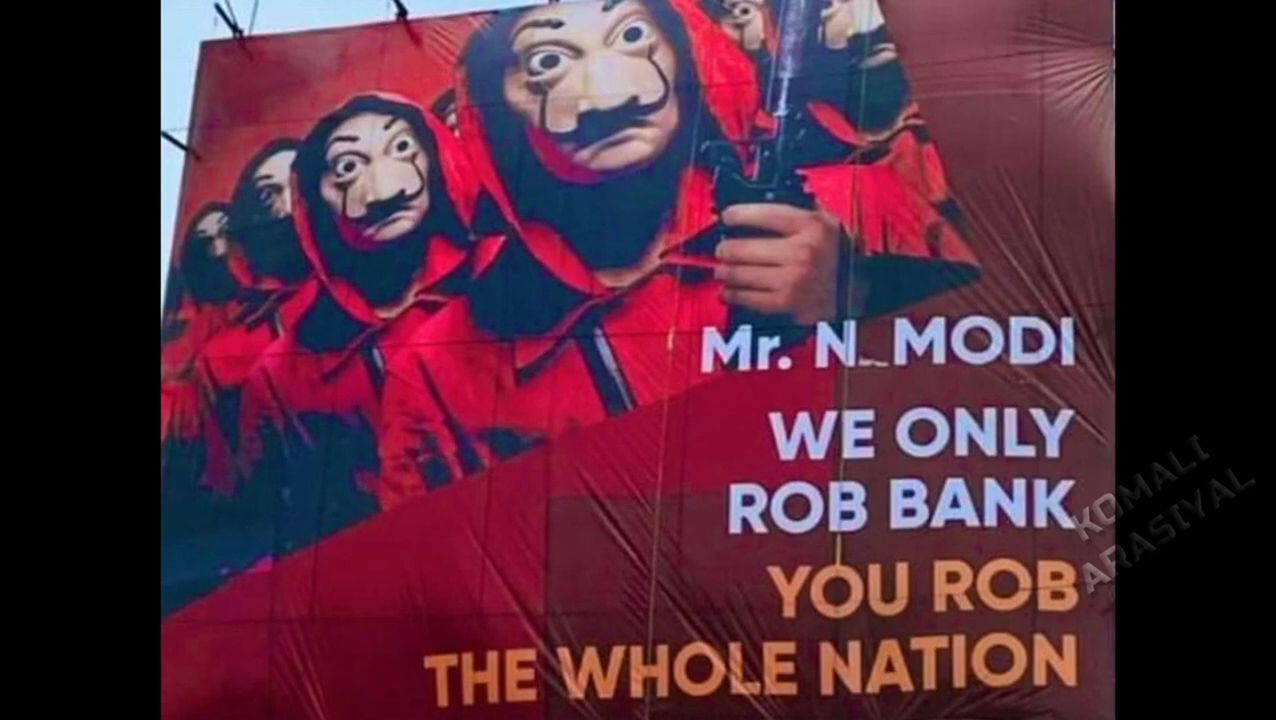 Mr. N_MODI
WE ONLY
ROB BANK
YOU ROB
THE WHOLE NATION
KOMALI
ARASIYAL